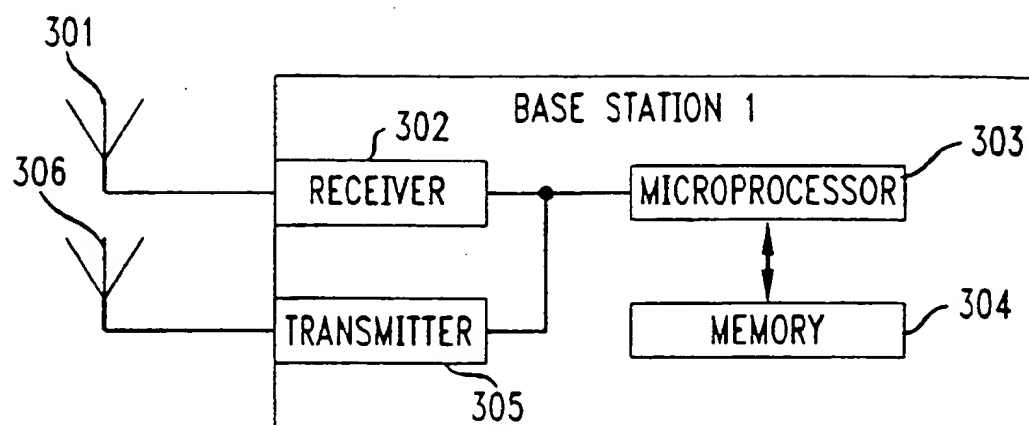 301
BASE STATION 1
302
303
306
RECEIVER
MICROPROCESSOR
304
TRANSMITTER
MEMORY
305